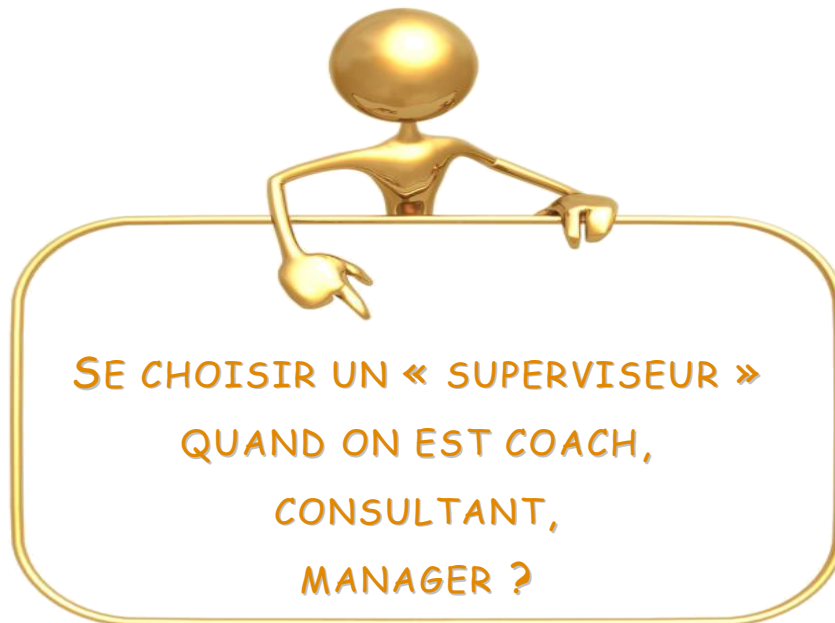 SE CHOISIR UN « SUPERVISEUR »
QUAND ON EST COACH,
CONSULTANT,
MANAGER ?